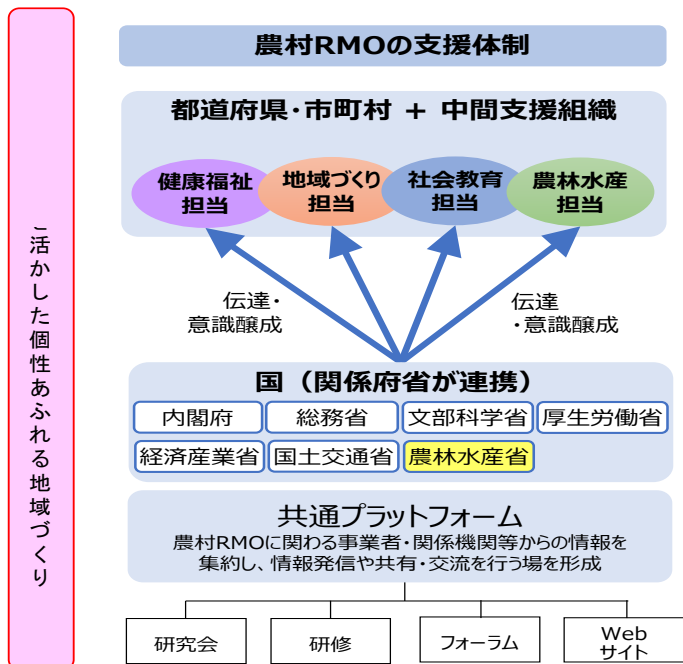 農村RMOの支援体制
都道府県・市町村 + 中間支援組織
健康福祉
担当
地域づくり
担当
社会教育
担当
農林水産
担当
伝達・
意識醸成
伝達
・意識醸成
国（関係府省が連携）
内閣府
総務省
文部科学省
厚生労働省
経済産業省
国土交通省
農林水産省
共通プラットフォーム
農村RMOに関わる事業者・関係機関等からの情報を
集約し、情報発信や共有・交流を行う場を形成
研究会
研修
フォーラム
Web
サイト
活かした個性あふれる地域づくり